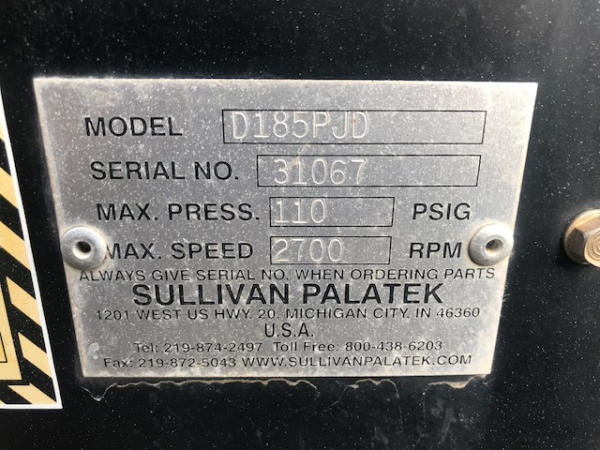 MODEL D185PJD
SERIAL NO. 31067
MAX. PRESS. 110 PSIG
MAX. SPEED 2700 RPM
ALWAYS GIVE SERIAL NO. WHEN ORDERING PARTS
SULLIVAN PALATEK
1201 WEST US HWY. 20, MICHIGAN CITY, IN 46360
U.S.A.
Tel: 219-874-2497 Toll Free: 800-438-6203
Fax: 219-872-5043 WWW.SULLIVANPALATEK.COM